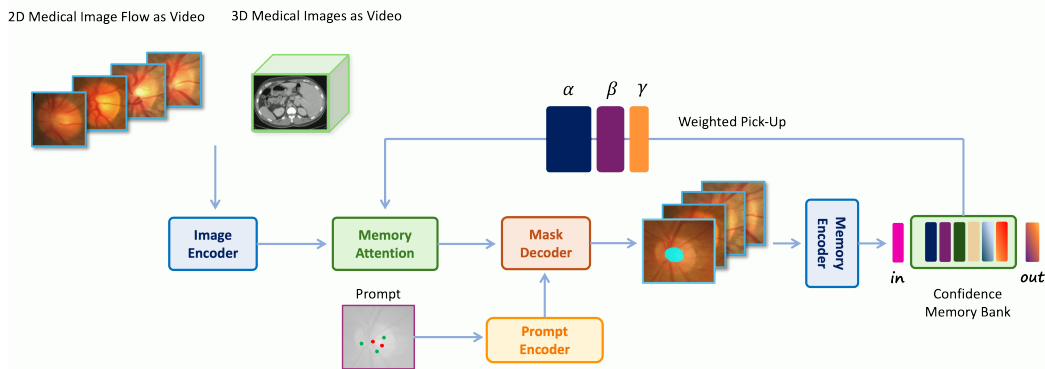 2D Medical Image Flow as Video
3D Medical Images as Video
α
β
γ
Weighted Pick-Up
Image
Encoder
Memory
Attention
Mask
Decoder
Memory
Encoder
in
out
Confidence
Memory Bank
Prompt
Prompt
Encoder